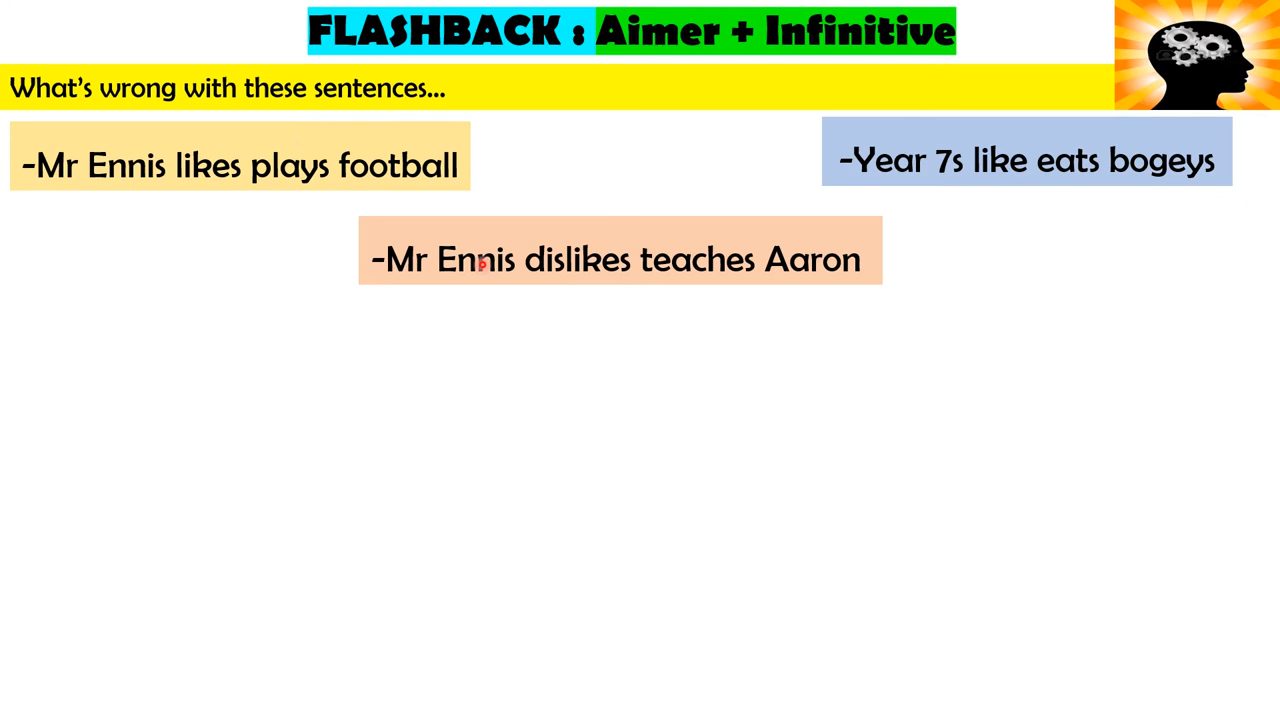 FLASHBACK : Aimer + Infinitive
What's wrong with these sentences...
-Mr Ennis likes plays football
-Year 7s like eats bogeys
-Mr Ennis dislikes teaches Aaron